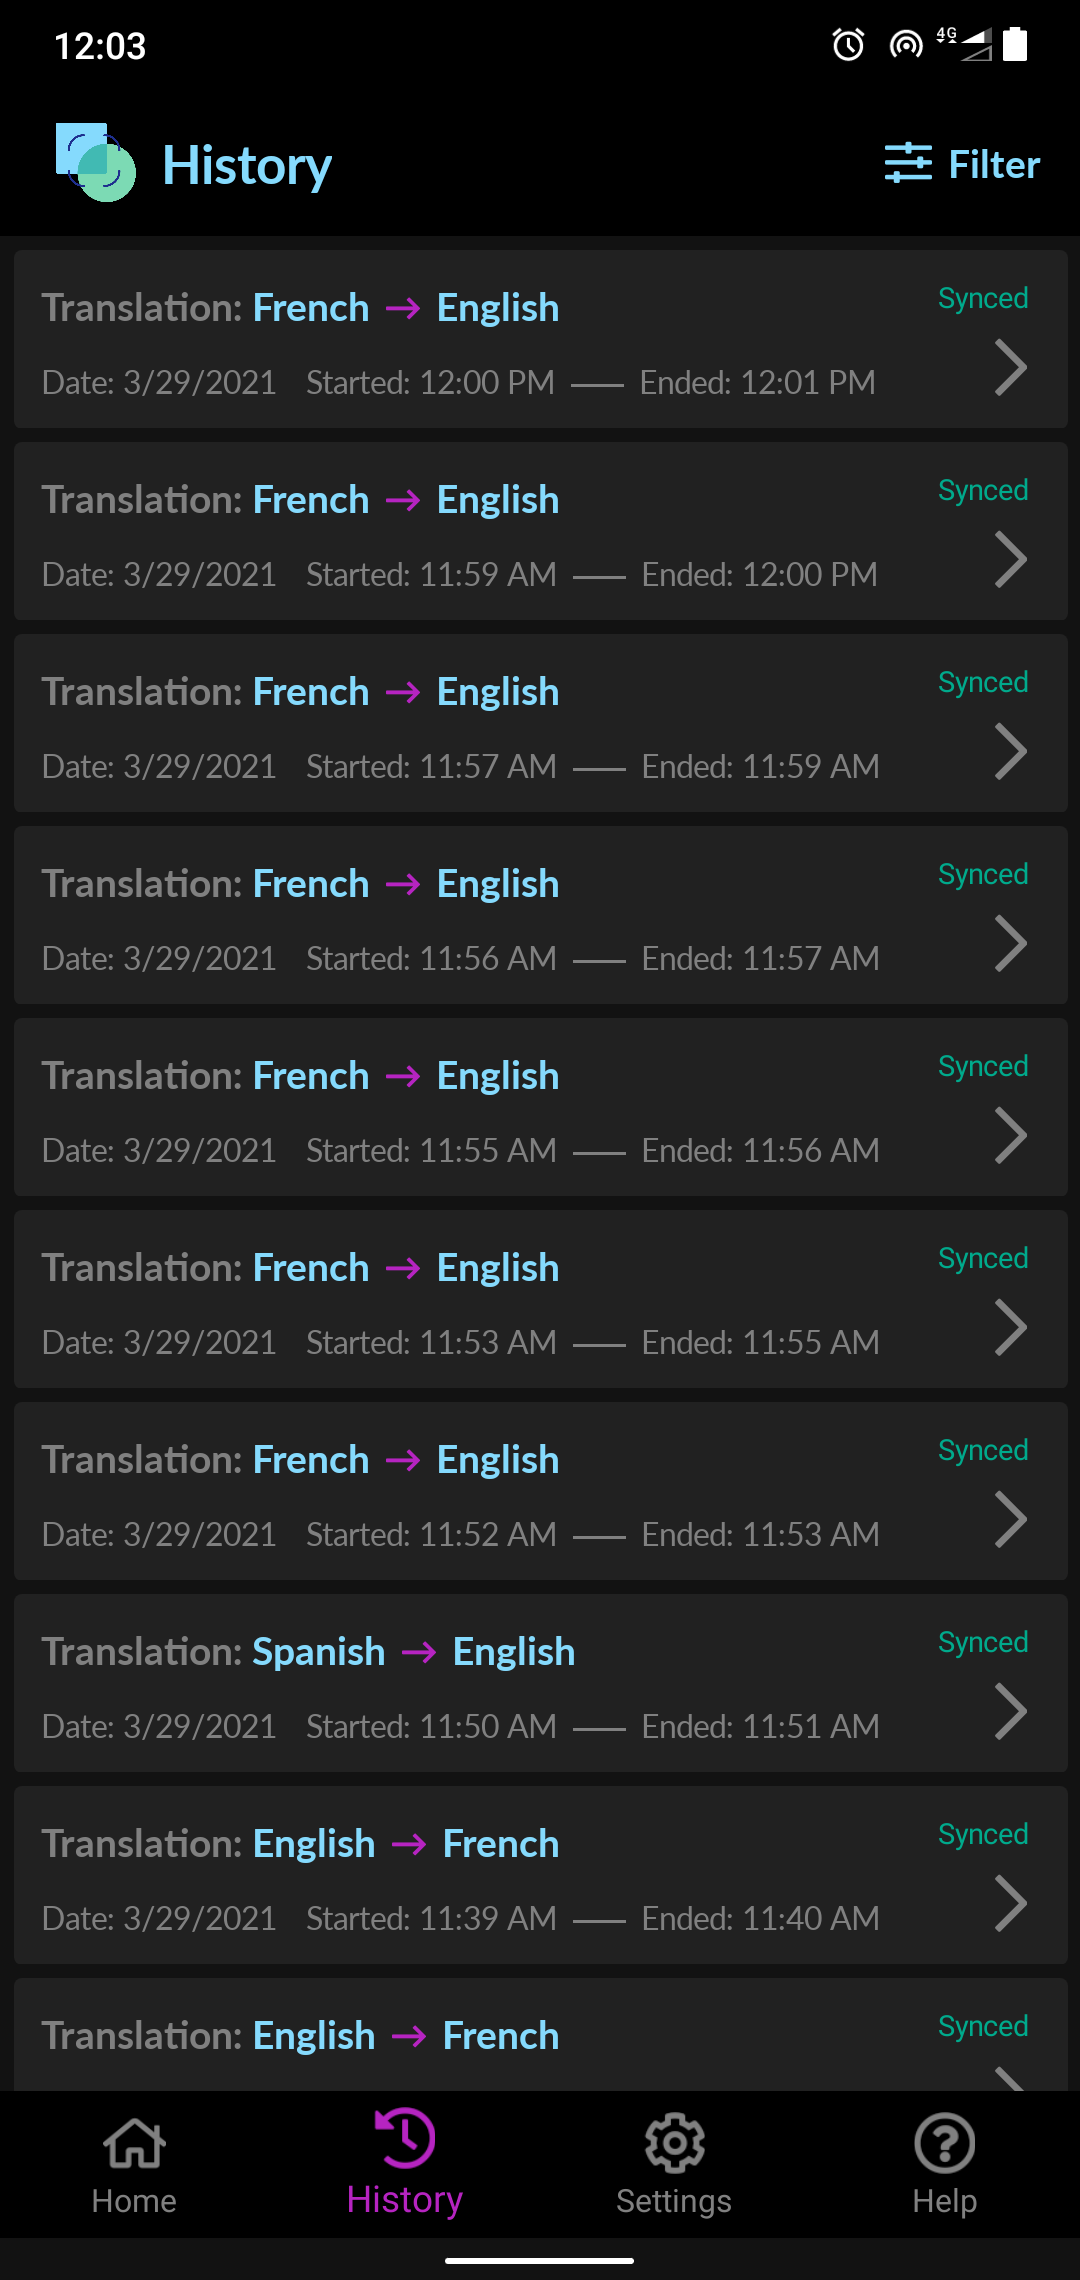 12:03
4G
History
Filter
Translation: French → English
Synced
Date: 3/29/2021 Started: 12:00 PM — Ended: 12:01 PM
Translation: French → English
Synced
Date: 3/29/2021 Started: 11:59 AM — Ended: 12:00 PM
Translation: French → English
Synced
Date: 3/29/2021 Started: 11:57 AM — Ended: 11:59 AM
Translation: French → English
Synced
Date: 3/29/2021 Started: 11:56 AM — Ended: 11:57 AM
Translation: French → English
Synced
Date: 3/29/2021 Started: 11:55 AM — Ended: 11:56 AM
Translation: French → English
Synced
Date: 3/29/2021 Started: 11:53 AM — Ended: 11:55 AM
Translation: French → English
Synced
Date: 3/29/2021 Started: 11:52 AM — Ended: 11:53 AM
Translation: Spanish → English
Synced
Date: 3/29/2021 Started: 11:50 AM — Ended: 11:51 AM
Translation: English → French
Synced
Date: 3/29/2021 Started: 11:39 AM — Ended: 11:40 AM
Translation: English → French
Synced
Home
History
Settings
Help